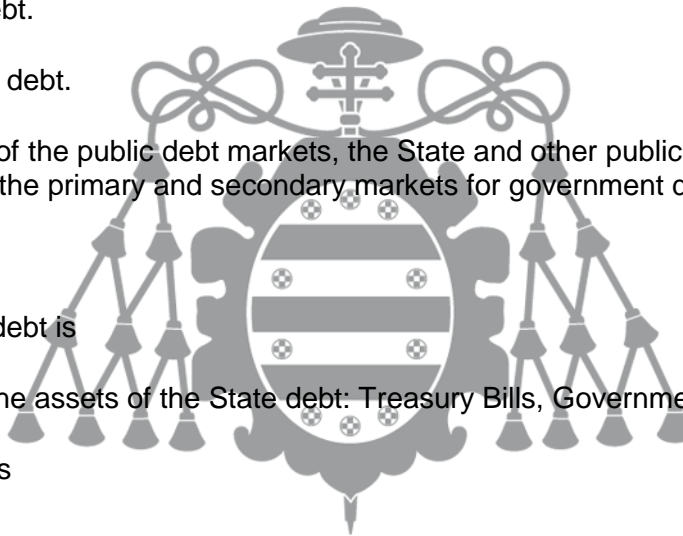 ebt.
debt.
of the public debt markets, the State and other public
the primary and secondary markets for government
debt is
he assets of the State debt: Treasury Bills, Governme
s